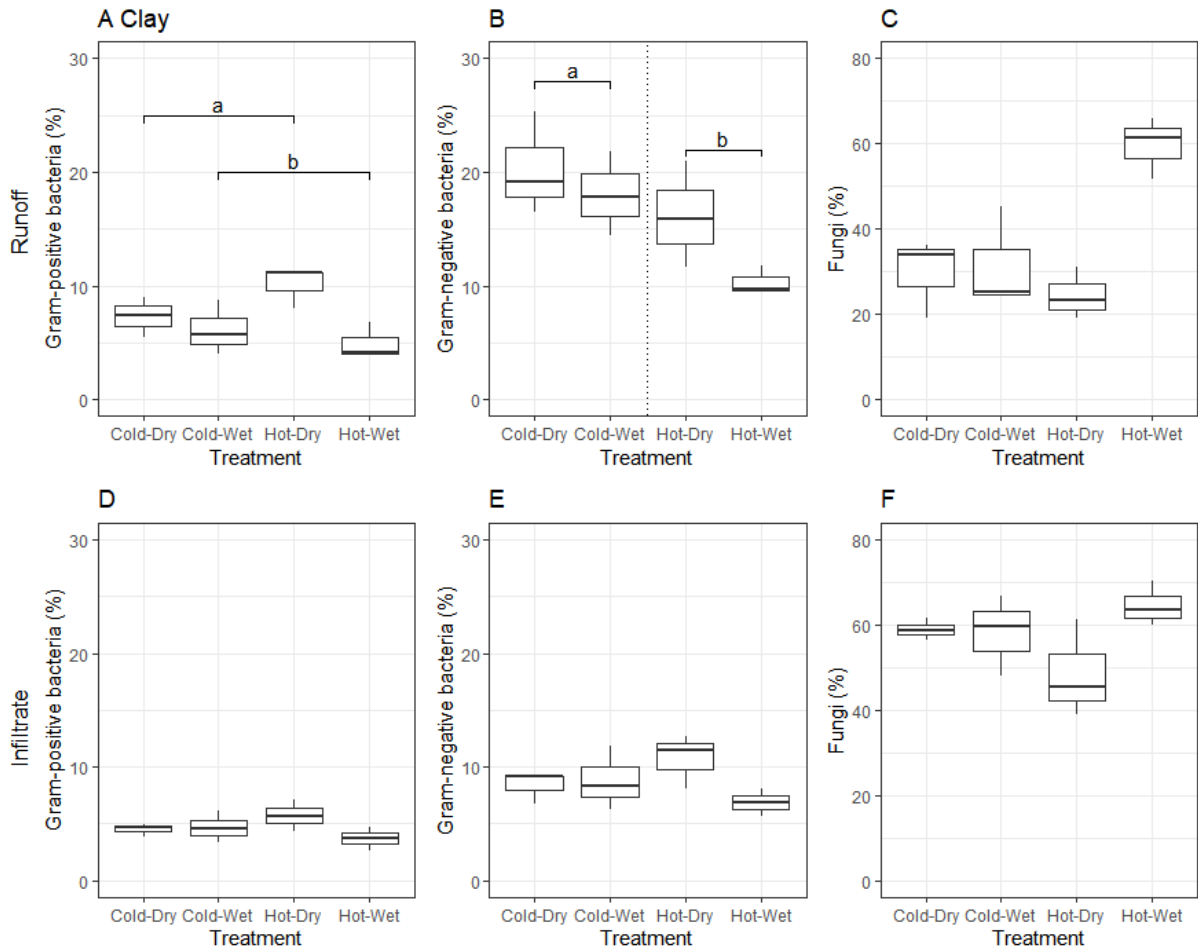 A Clay
B
C
Runoff
Gram-positive bacteria (%)
30
20
10
0
a
b
Cold-Dry Cold-Wet Hot-Dry Hot-Wet
Treatment
Gram-negative bacteria (%)
30
20
10
0
a
b
Cold-Dry Cold-Wet Hot-Dry Hot-Wet
Treatment
Fungi (%)
80
60
40
20
0
Cold-Dry Cold-Wet Hot-Dry Hot-Wet
Treatment
D
E
F
Infiltrate
Gram-positive bacteria (%)
30
20
10
0
Cold-Dry Cold-Wet Hot-Dry Hot-Wet
Treatment
Gram-negative bacteria (%)
30
20
10
0
Cold-Dry Cold-Wet Hot-Dry Hot-Wet
Treatment
Fungi (%)
80
60
40
20
0
Cold-Dry Cold-Wet Hot-Dry Hot-Wet
Treatment